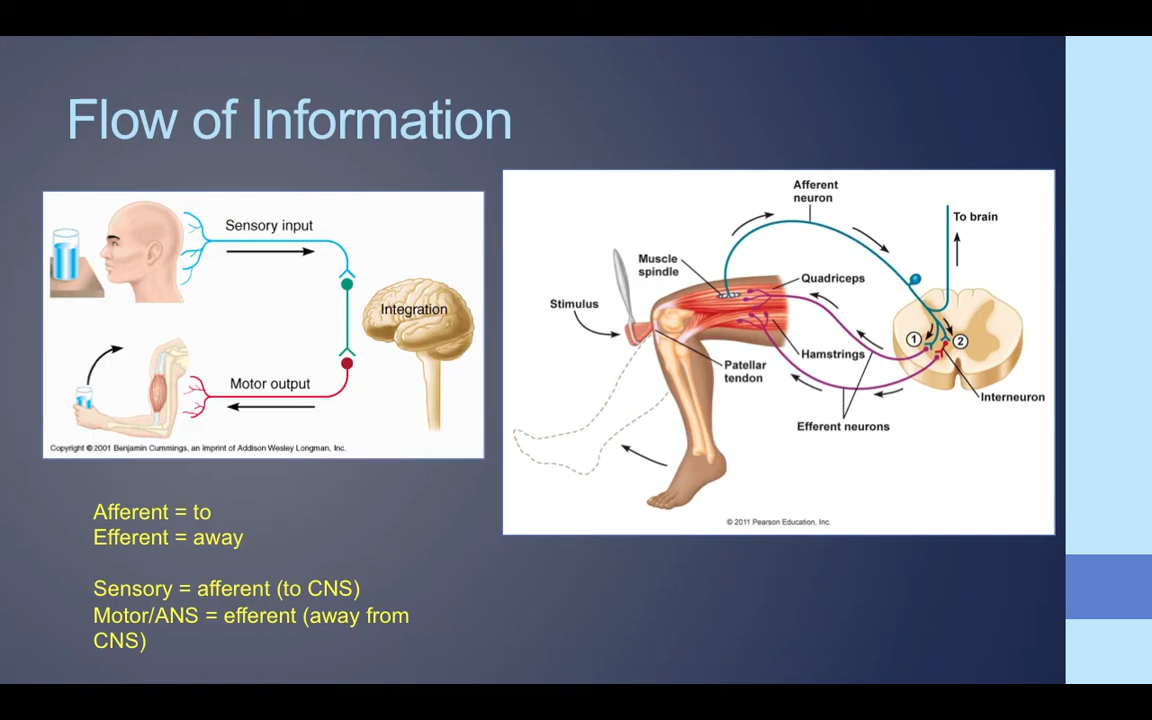 Flow of Information
Sensory input
Integration
Motor output
Copyright © 2001 Benjamin Cummings, an imprint of Addison Wesley Longman, Inc.
Afferent
neuron
To brain
Muscle
spindle
Quadriceps
Stimulus
1
2
Hamstrings
Patellar
tendon
Interneuron
Efferent neurons
© 2011 Pearson Education, Inc.
Afferent = to
Efferent = away
Sensory = afferent (to CNS)
Motor/ANS = efferent (away from
CNS)